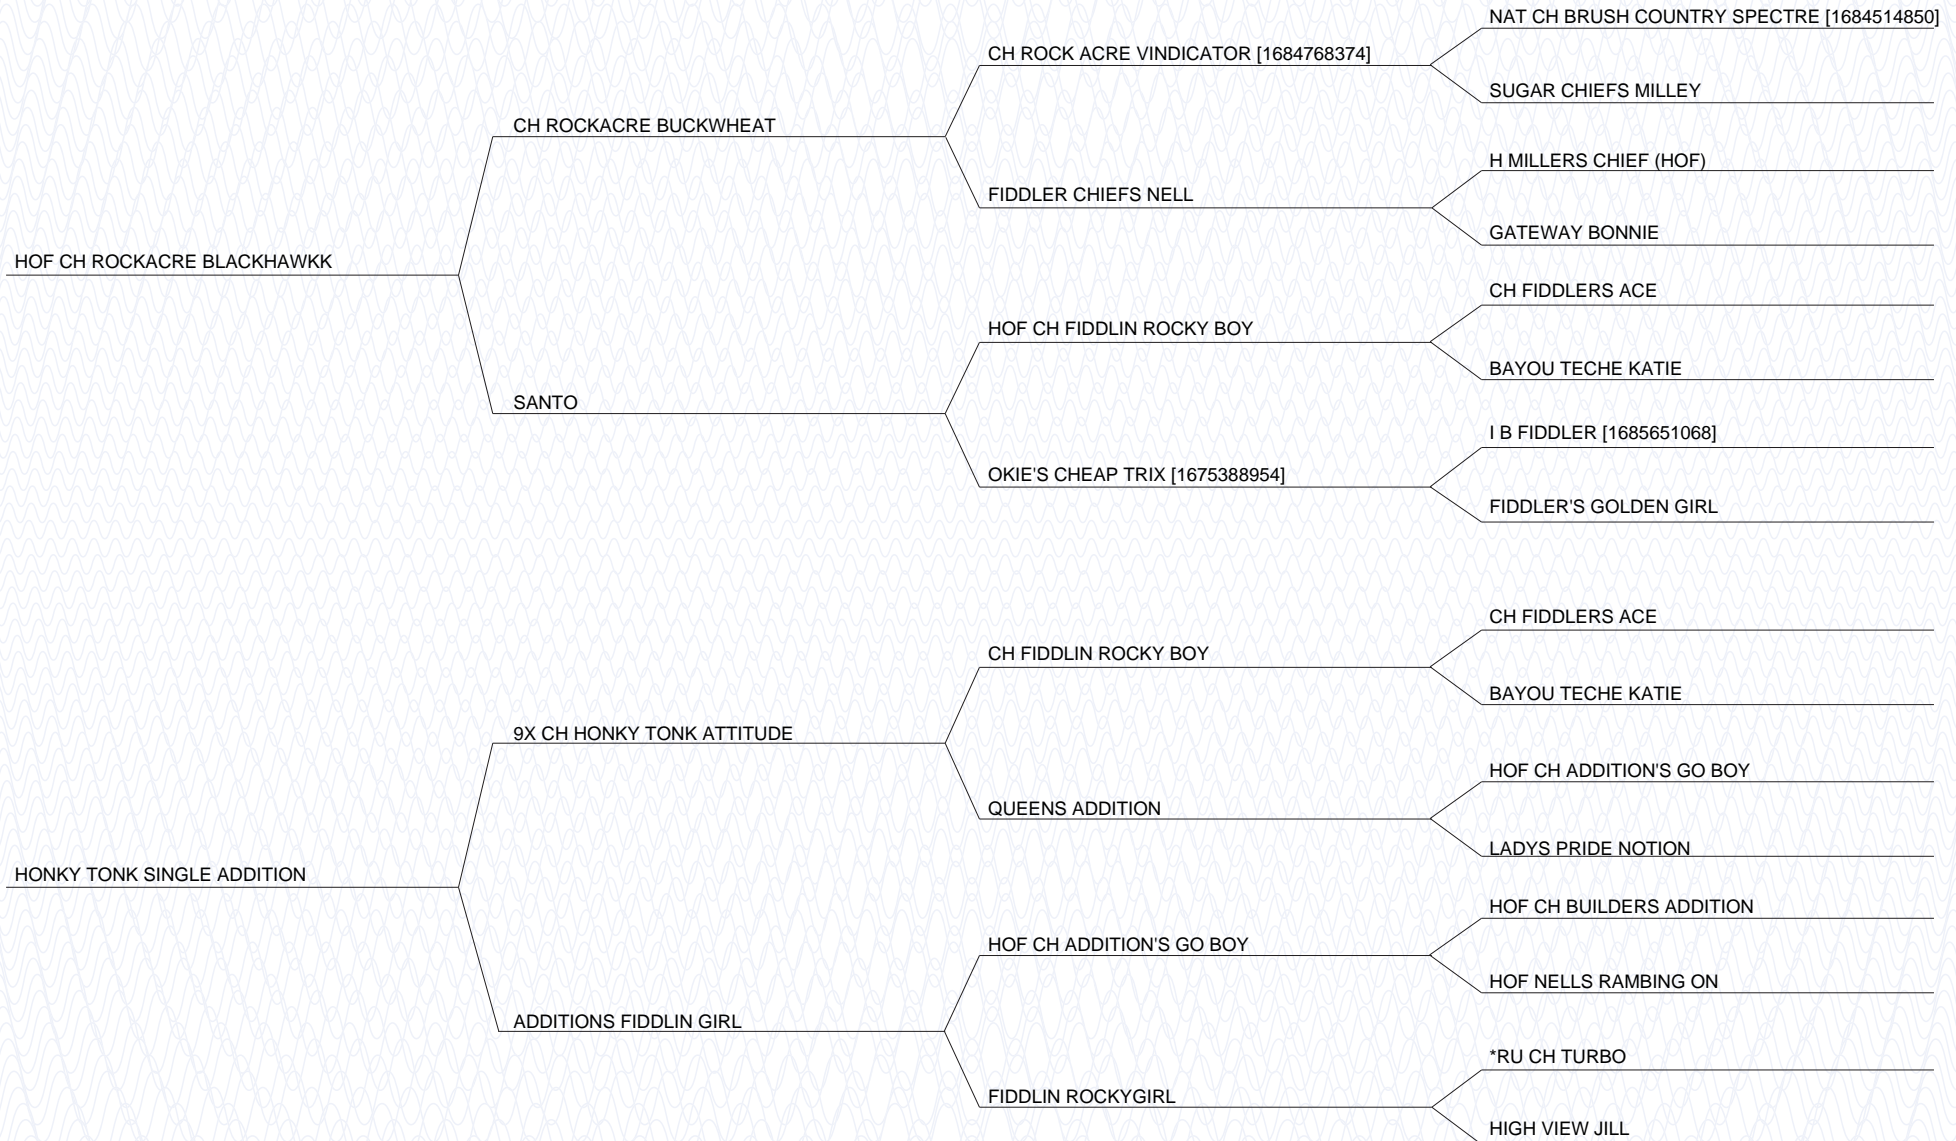 NAT CH BRUSH COUNTRY SPECTRE [1684514850]
CH ROCK ACRE VINDICATOR [1684768374]
SUGAR CHIEFS MILLEY
CH ROCKACRE BUCKWHEAT
H MILLERS CHIEF (HOF)
FIDDLER CHIEFS NELL
GATEWAY BONNIE
HOF CH ROCKACRE BLACKHAWKK
CH FIDDLERS ACE
HOF CH FIDDLIN ROCKY BOY
BAYOU TECHE KATIE
SANTO
I B FIDDLER [1685651068]
OKIE'S CHEAP TRIX [1675388954]
FIDDLER'S GOLDEN GIRL
CH FIDDLERS ACE
CH FIDDLIN ROCKY BOY
BAYOU TECHE KATIE
9X CH HONKY TONK ATTITUDE
HOF CH ADDITION'S GO BOY
QUEENS ADDITION
LADYS PRIDE NOTION
HONKY TONK SINGLE ADDITION
HOF CH BUILDERS ADDITION
HOF CH ADDITION'S GO BOY
HOF NELLS RAMBING ON
ADDITIONS FIDDLIN GIRL
*RU CH TURBO
FIDDLIN ROCKYGIRL
HIGH VIEW JILL